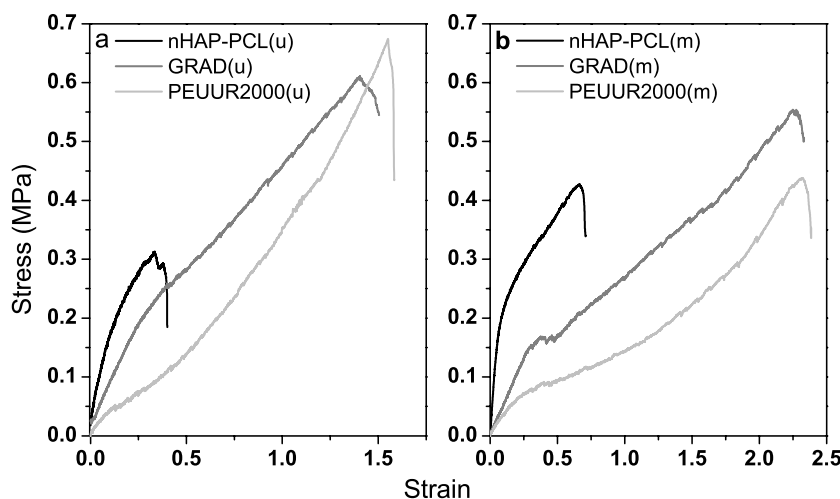 a
nHAP-PCL(u)
GRAD(u)
PEUUR2000(u)
b
nHAP-PCL(m)
GRAD(m)
PEUUR2000(m)
Stress (MPa)
0.7
0.6
0.5
0.4
0.3
0.2
0.1
0.0
0.0 0.5 1.0 1.5
0.7
0.6
0.5
0.4
0.3
0.2
0.1
0.0
0.0 0.5 1.0 1.5 2.0 2.5
Strain